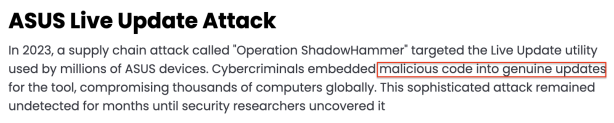 ASUS Live Update Attack
In 2023, a supply chain attack called "Operation ShadowHammer" targeted the Live Update utility
used by millions of ASUS devices. Cybercriminals embedded malicious code into genuine updates
for the tool, compromising thousands of computers globally. This sophisticated attack remained
undetected for months until security researchers uncovered it